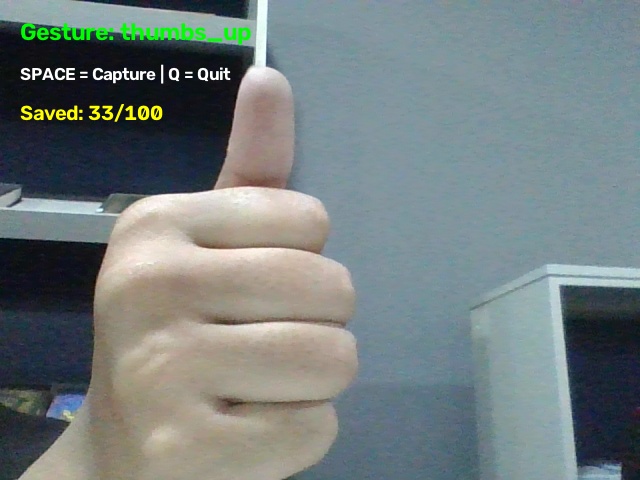 Gesture: thumbs_up
SPACE = Capture | Q = Quit
Saved: 33/100